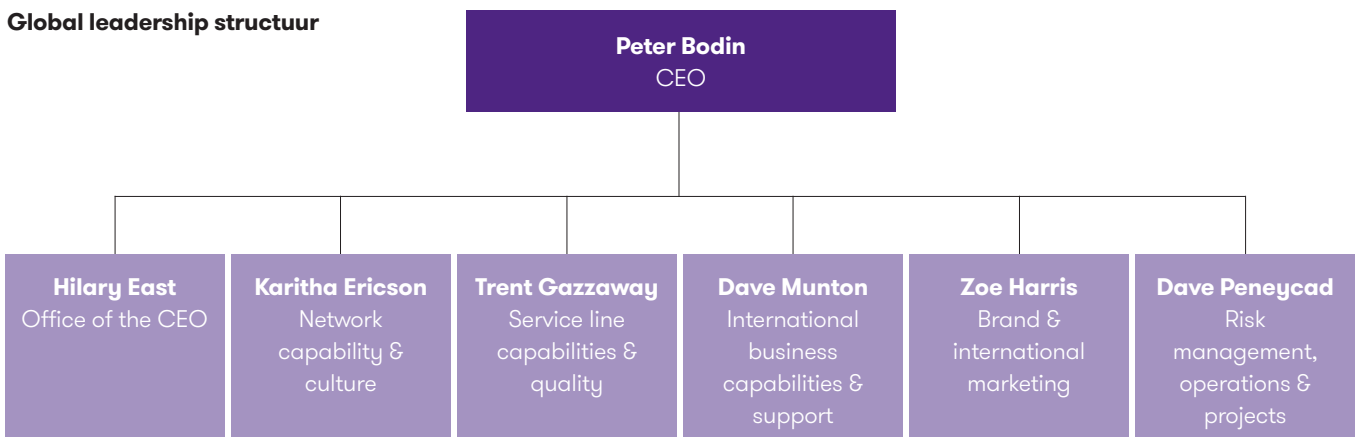 Global leadership structuur
Peter Bodin
CEO
Hilary East
Office of the CEO
Karitha Ericson
Network
capability &
culture
Trent Gazzaway
Service line
capabilities &
quality
Dave Munton
International
business
capabilities &
support
Zoe Harris
Brand &
international
marketing
Dave Peneycad
Risk
management,
operations &
projects